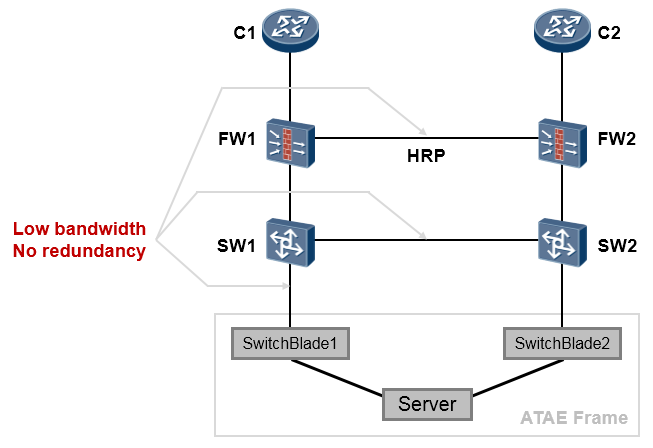 C1
C2
FW1
FW2
HRP
Low bandwidth
No redundancy
SW1
SW2
SwitchBlade1
SwitchBlade2
Server
ATAE Frame